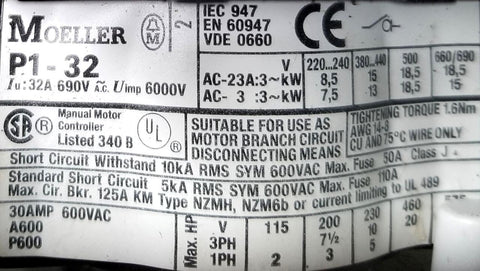 MOELLER
M
2
IEC 947
EN 60947
VDE 0660
CE
P1-32
Iu:32A 690V a.c. Uimp 6000V
V 220...240 380...440 500 660/690
AC-23A:3~kW 8,5 15 18,5 18,5
AC- 3 :3~kW 7,5 13 18,5 15
SA
Manual Motor
Controller
Listed 340 B
UL
SUITABLE FOR USE AS
MOTOR BRANCH CIRCUIT
DISCONNECTING MEANS
TIGHTENING TORQUE 1.6Nm
AWG 14-8
CU AND 75°C WIRE ONLY
Short Circuit Withstand 10kA RMS SYM 600VAC Max. Fuse 50A Class J
Standard Short Circuit 5kA RMS SYM 600VAC Max. Fuse 110A
Max. Cir. Bkr. 125A KM Type NZMH, NZM6b or current limiting to UL 489
30AMP 600VAC
A600
P600
Max. HP
V 115 200 230 460
3PH 7½ 10 20
1PH 2 3 5